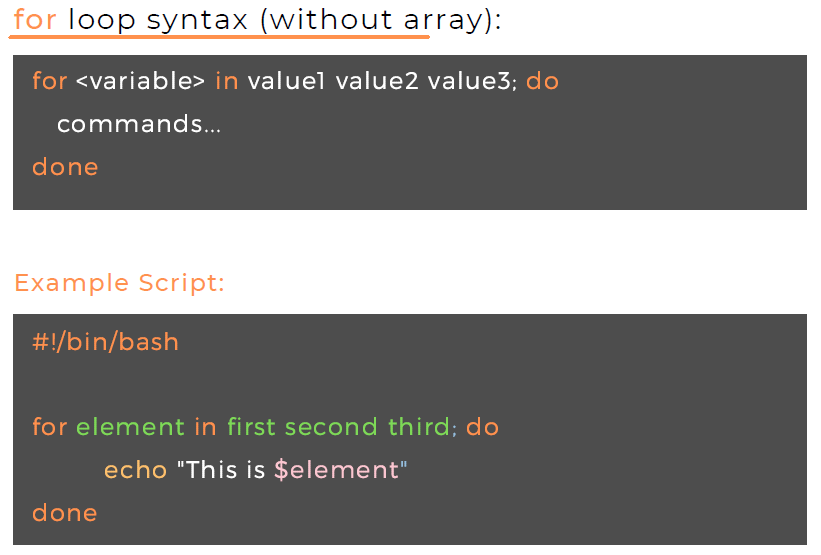 for loop syntax (without array):
for <variable> in value1 value2 value3; do
commands...
done
Example Script:
#!/bin/bash
for element in first second third; do
echo "This is $element"
done